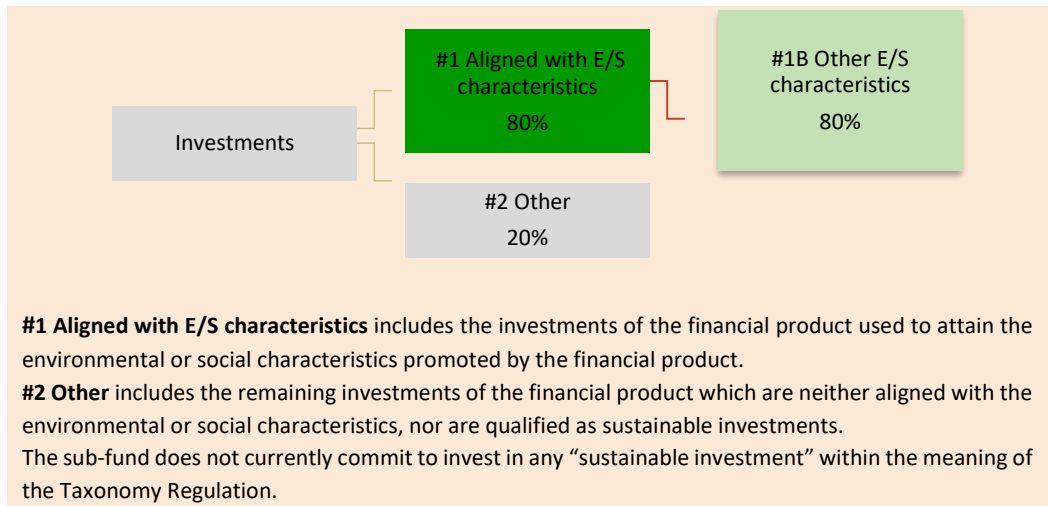 #1 Aligned with E/S
characteristics
80%
#1B Other E/S
characteristics
80%
Investments
#2 Other
20%
#1 Aligned with E/S characteristics includes the investments of the financial product used to attain the
environmental or social characteristics promoted by the financial product.
#2 Other includes the remaining investments of the financial product which are neither aligned with the
environmental or social characteristics, nor are qualified as sustainable investments.
The sub-fund does not currently commit to invest in any “sustainable investment” within the meaning of
the Taxonomy Regulation.